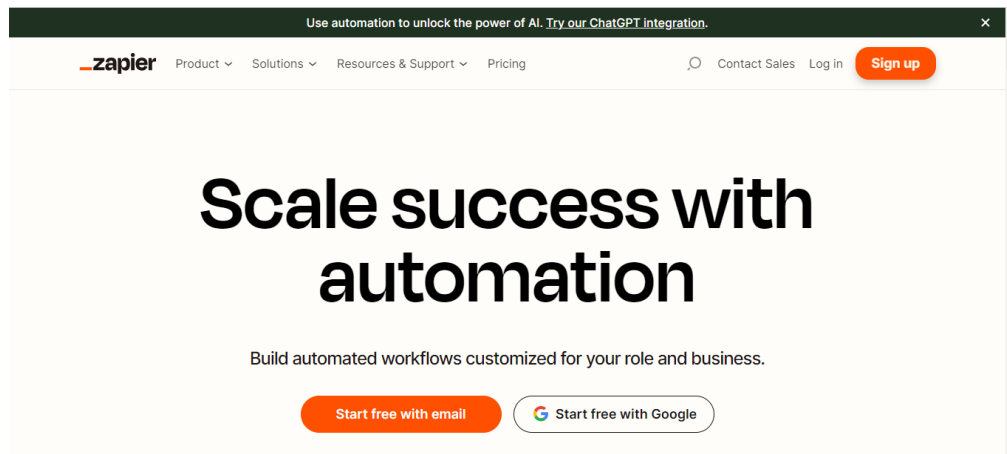 Use automation to unlock the power of AI. Try our ChatGPT integration.
zapier Product Solutions Resources & Support Pricing Contact Sales Log in Sign up
Scale success with
automation
Build automated workflows customized for your role and business.
Start free with email Start free with Google